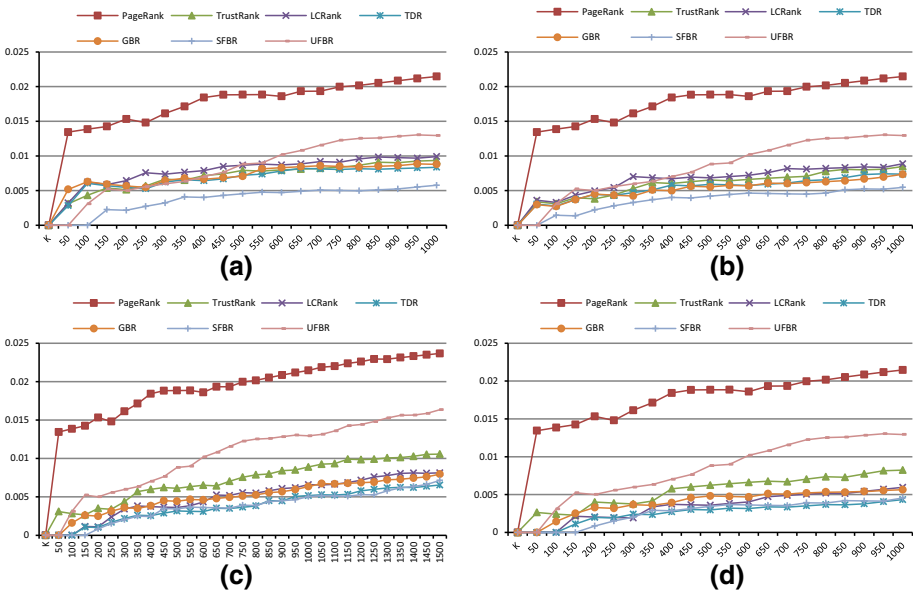 PageRank TrustRank LCRank TDR
GBR SFBR UFBR
0.025
0.02
0.015
0.01
0.005
0
K 50 100 150 200 250 300 350 400 450 500 550 600 650 700 750 800 850 900 950 1000
(a)
PageRank TrustRank LCRank TDR
GBR SFBR UFBR
0.025
0.02
0.015
0.01
0.005
0
K 50 100 150 200 250 300 350 400 450 500 550 600 650 700 750 800 850 900 950 1000
(b)
PageRank TrustRank LCRank TDR
GBR SFBR UFBR
0.025
0.02
0.015
0.01
0.005
0
K 50 100 150 200 250 300 350 400 450 500 550 600 650 700 750 800 850 900 950 1000 1050 1100 1150 1200 1250 1300 1350 1400 1450 1500
(c)
PageRank TrustRank LCRank TDR
GBR SFBR UFBR
0.025
0.02
0.015
0.01
0.005
0
K 50 100 150 200 250 300 350 400 450 500 550 600 650 700 750 800 850 900 950 1000
(d)